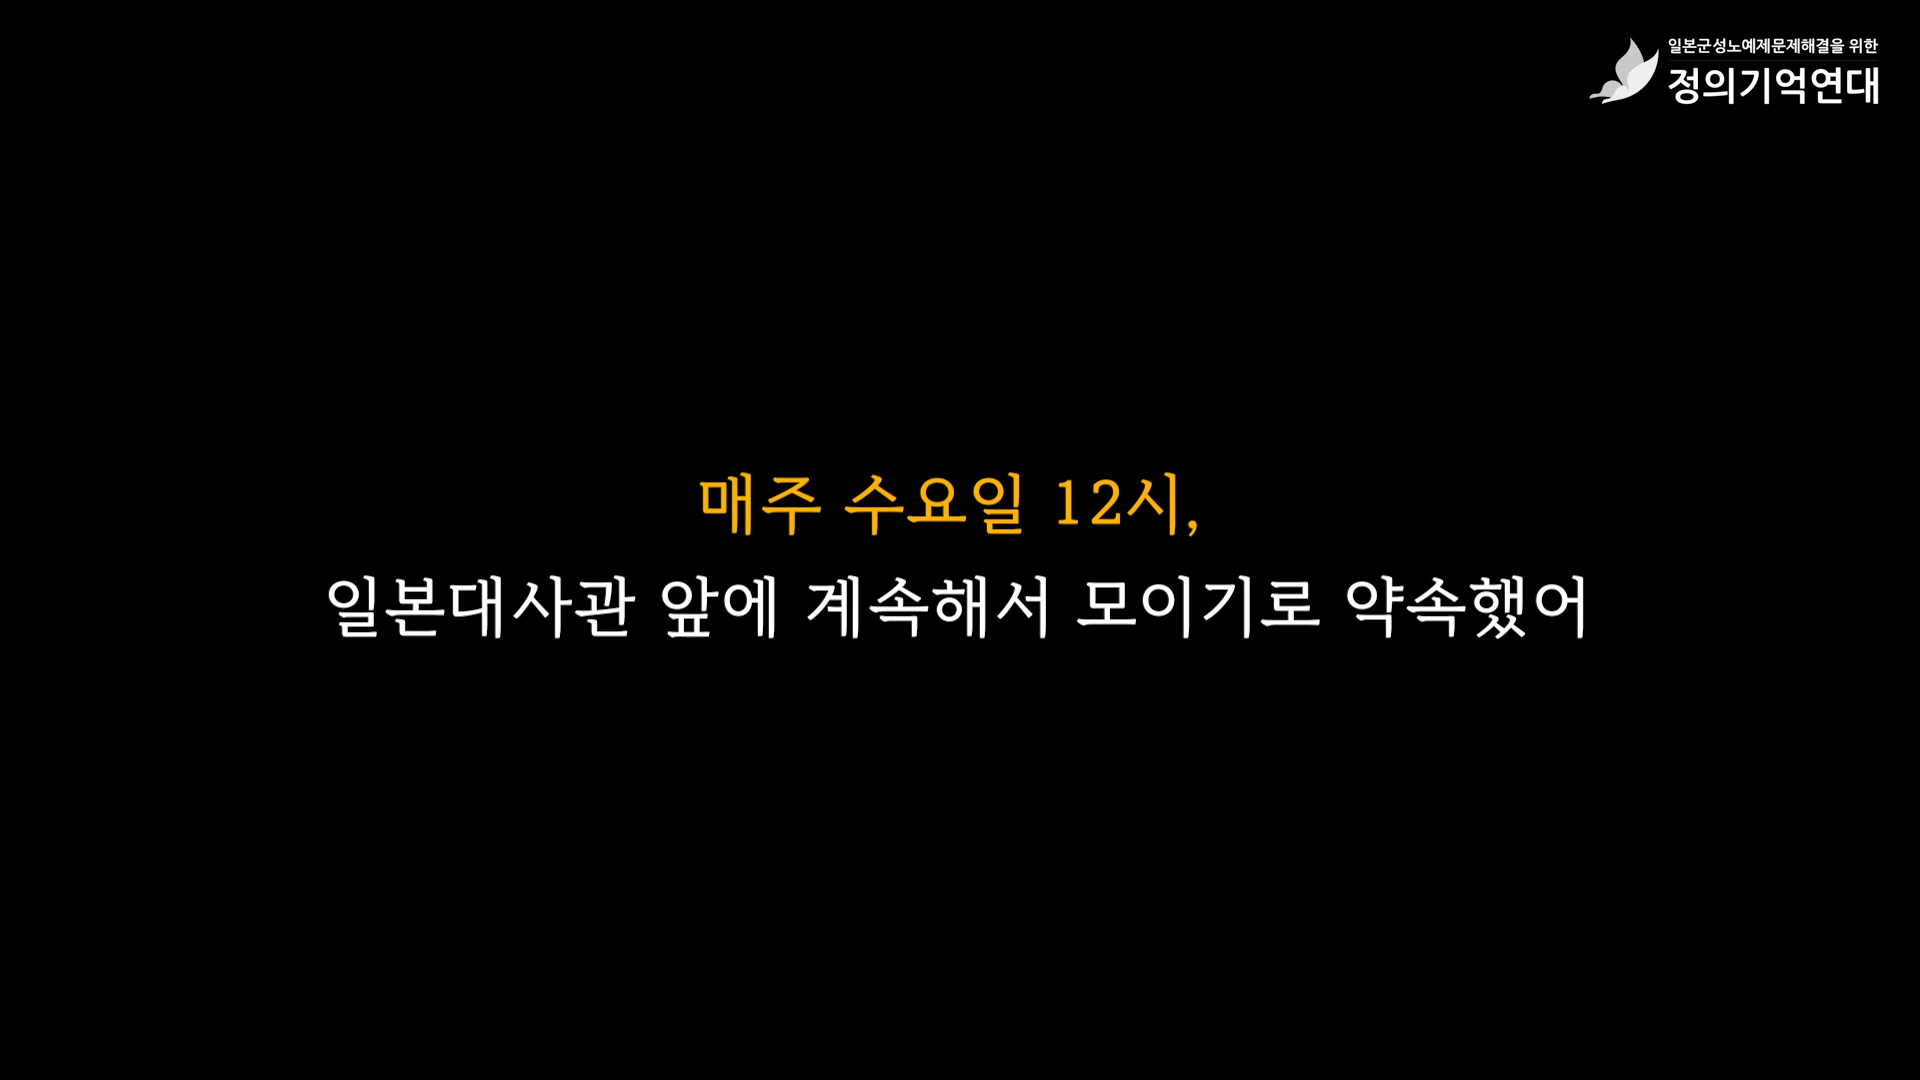 일본군성노예제문제해결을 위한
정의기억연대
매주 수요일 12시,
일본대사관 앞에 계속해서 모이기로 약속했어